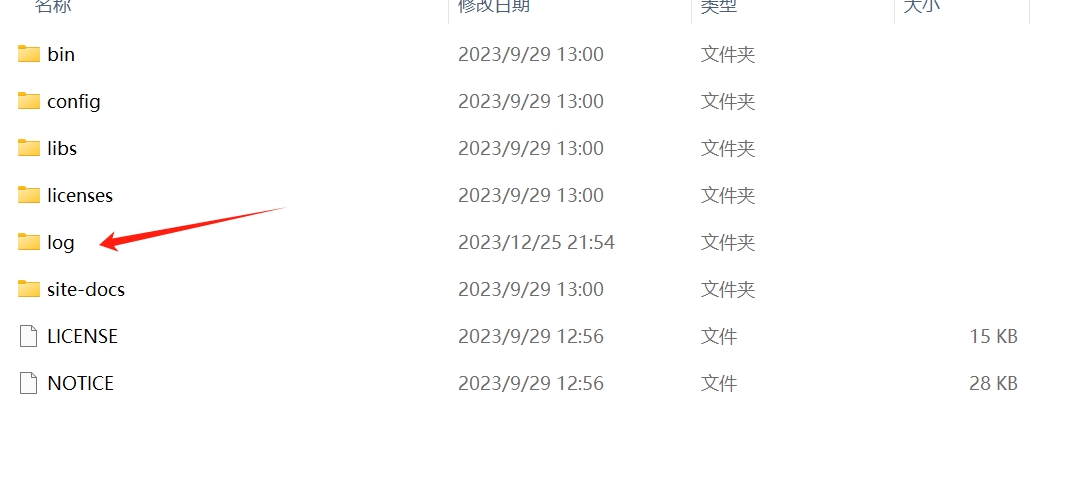 名称 修改日期 类型 大小
bin 2023/9/29 13:00 文件夹
config 2023/9/29 13:00 文件夹
libs 2023/9/29 13:00 文件夹
licenses 2023/9/29 13:00 文件夹
log 2023/12/25 21:54 文件夹
site-docs 2023/9/29 13:00 文件夹
LICENSE 2023/9/29 12:56 文件 15 KB
NOTICE 2023/9/29 12:56 文件 28 KB